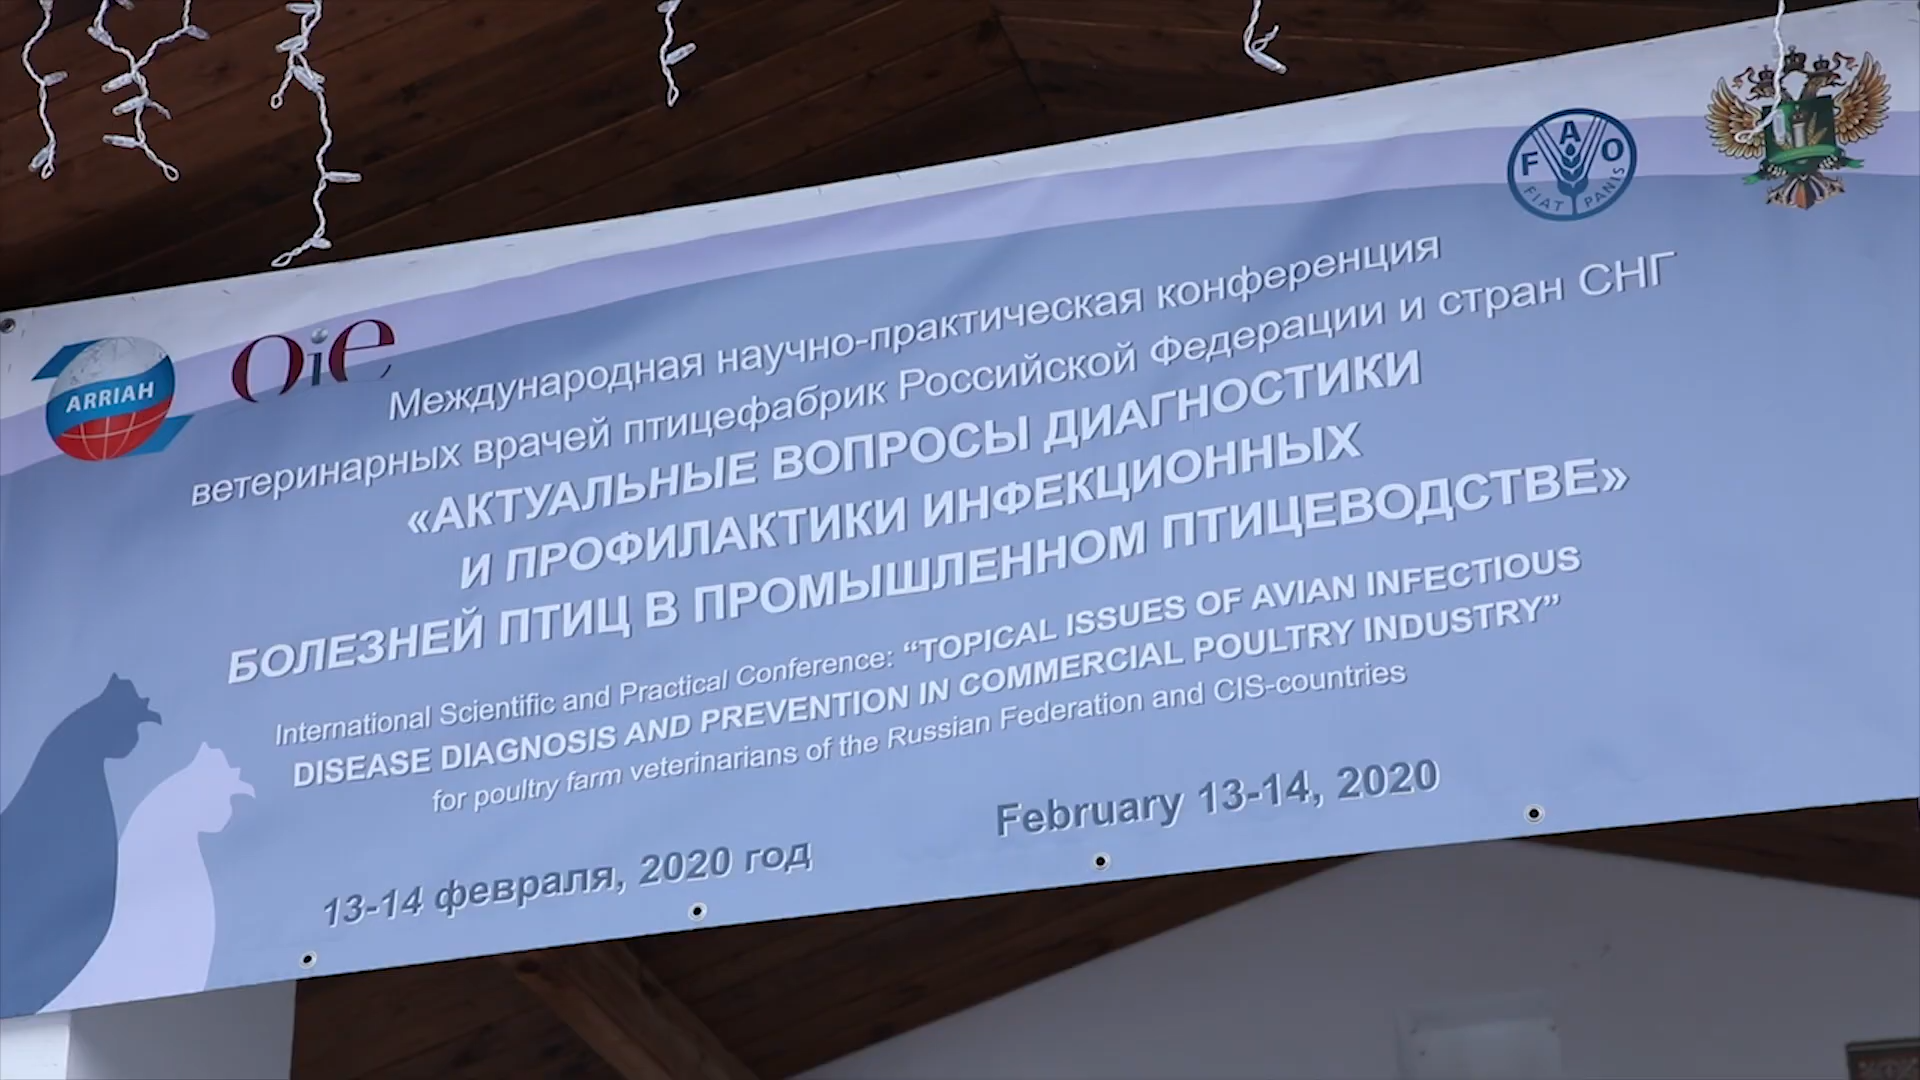 FAO
FIAT PANIS
ARRIAH
Oie
Международная научно-практическая конференция
ветеринарных врачей птицефабрик Российской Федерации и стран СНГ
«АКТУАЛЬНЫЕ ВОПРОСЫ ДИАГНОСТИКИ
И ПРОФИЛАКТИКИ ИНФЕКЦИОННЫХ
БОЛЕЗНЕЙ ПТИЦ В ПРОМЫШЛЕННОМ ПТИЦЕВОДСТВЕ»
International Scientific and Practical Conference: “TOPICAL ISSUES OF AVIAN INFECTIOUS
DISEASE DIAGNOSIS AND PREVENTION IN COMMERCIAL POULTRY INDUSTRY”
for poultry farm veterinarians of the Russian Federation and CIS-countries
13-14 февраля, 2020 год
February 13-14, 2020